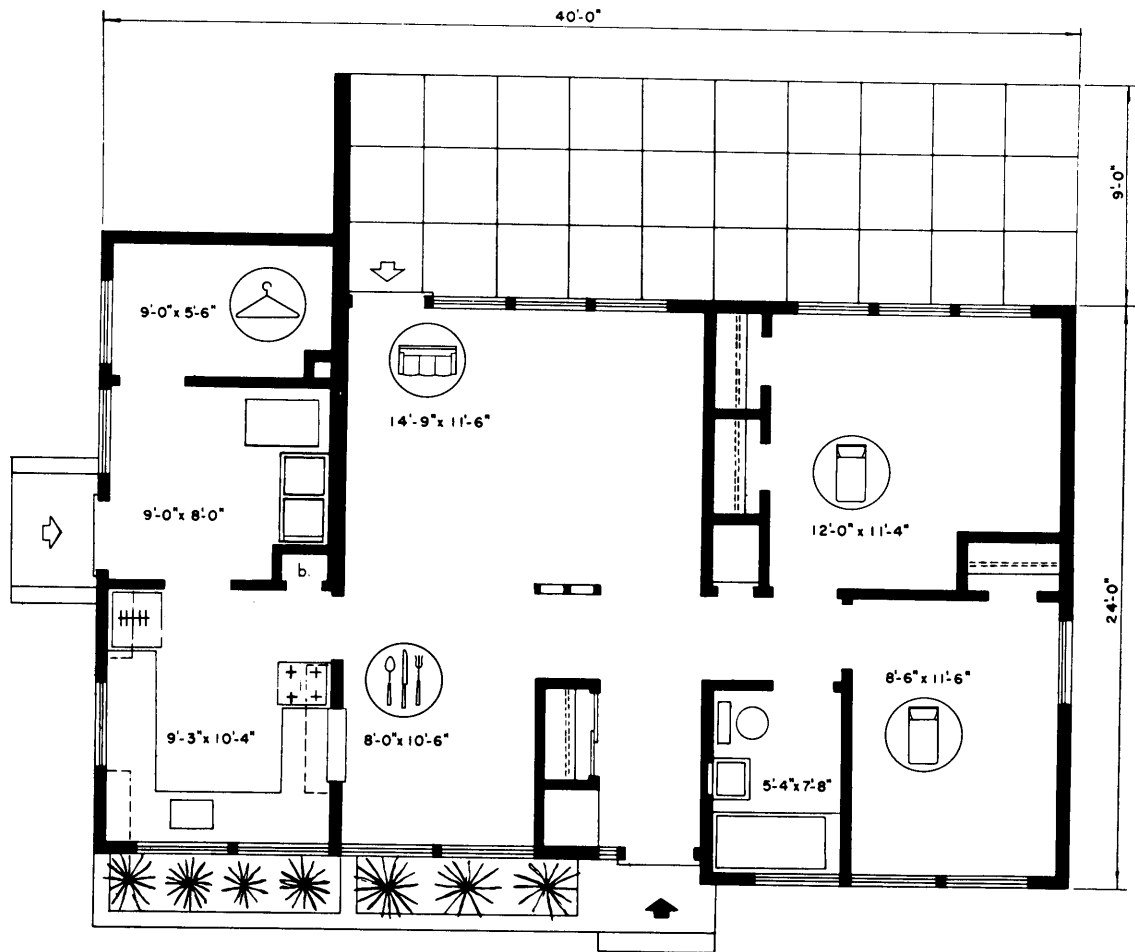 40'-0"
9'-0"
9'-0" x 5'-6"
14'-9" x 11'-6"
9'-0" x 8'-0"
12'-0" x 11'-4"
b.
24'-0"
8'-6" x 11'-6"
9'-3" x 10'-4"
8'-0" x 10'-6"
5'-4" x 7'-8"